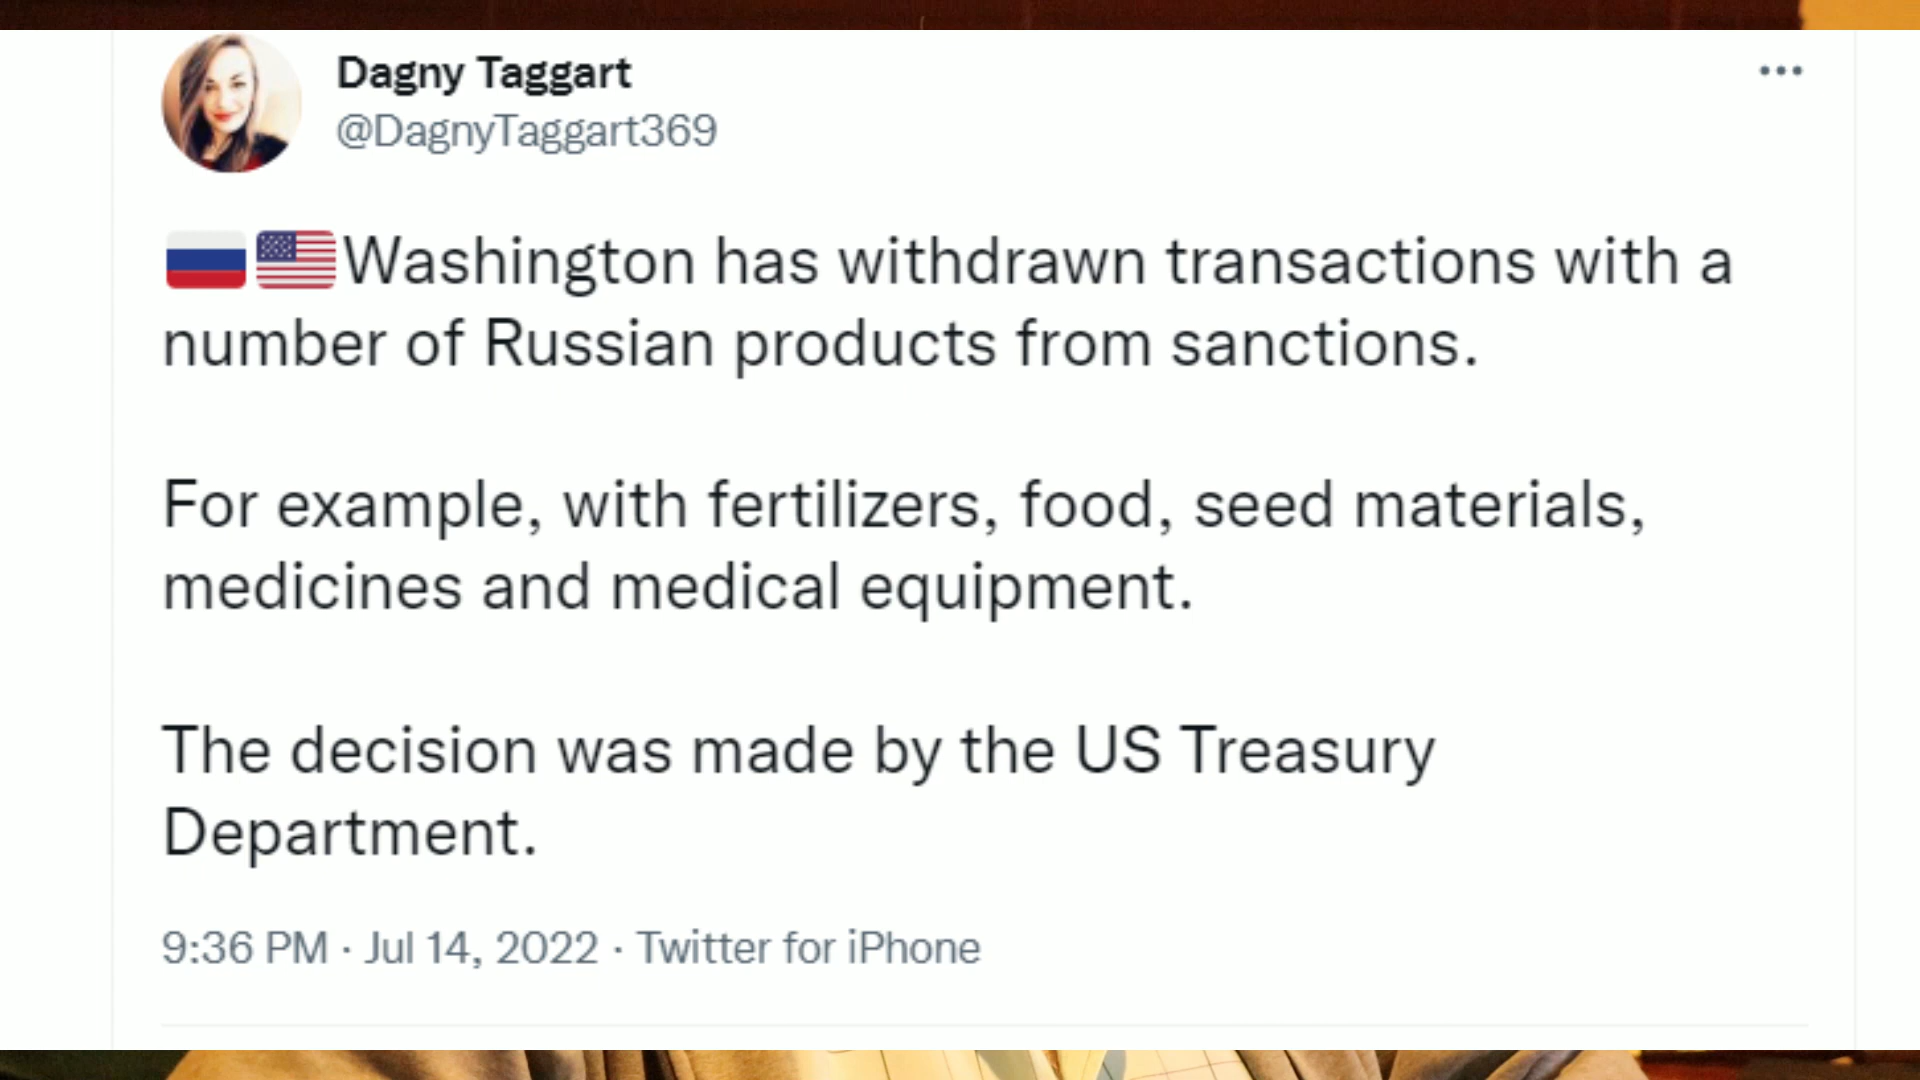 Dagny Taggart
@DagnyTaggart369
🇷🇺🇺🇸Washington has withdrawn transactions with a
number of Russian products from sanctions.
For example, with fertilizers, food, seed materials,
medicines and medical equipment.
The decision was made by the US Treasury
Department.
9:36 PM · Jul 14, 2022 · Twitter for iPhone